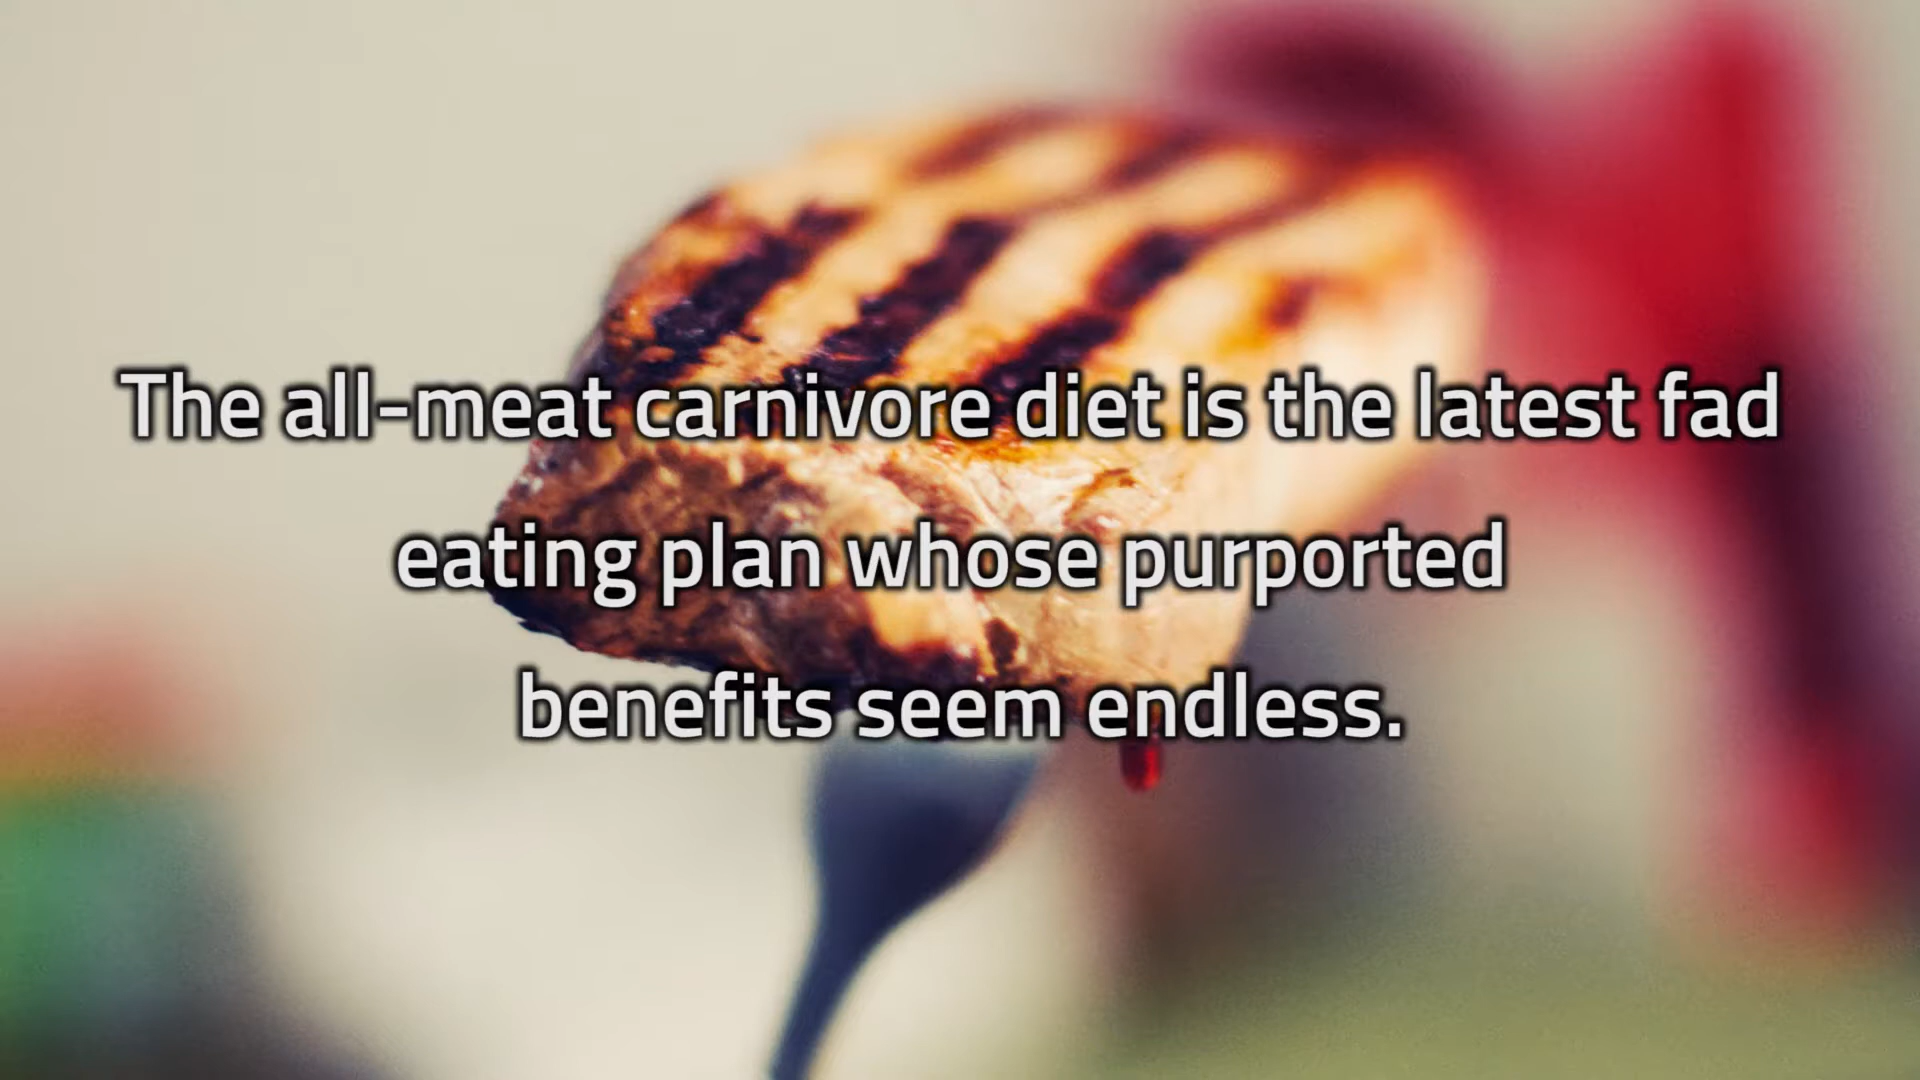 The all-meat carnivore diet is the latest fad
eating plan whose purported
benefits seem endless.